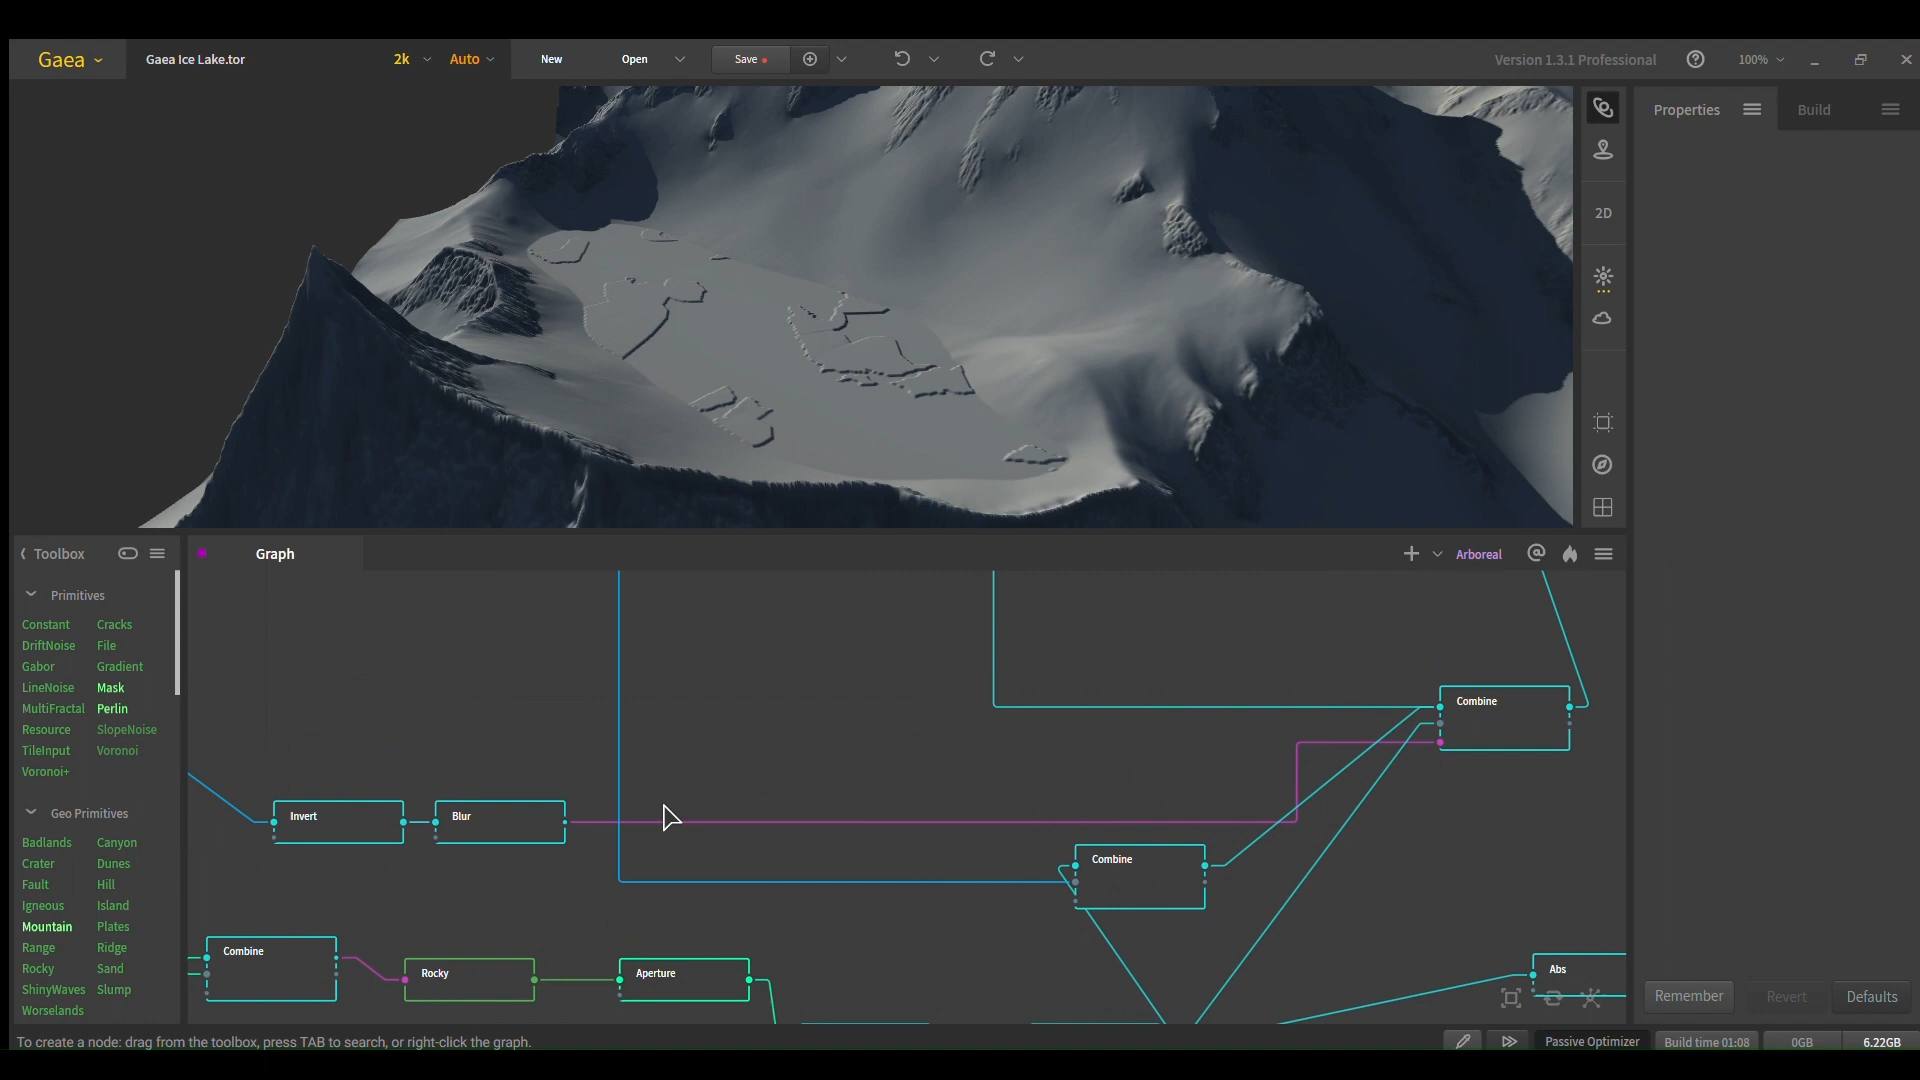 Gaea
Gaea Ice Lake.tor
2k
Auto
New
Open
Save
Version 1.3.1 Professional
100%
Properties
Build
2D
Toolbox
Graph
Arboreal
Primitives
Constant Cracks
DriftNoise File
Gabor Gradient
LineNoise Mask
MultiFractal Perlin
Resource SlopeNoise
TileInput Voronoi
Voronoi+
Geo Primitives
Badlands Canyon
Crater Dunes
Fault Hill
Igneous Island
Mountain Plates
Range Ridge
Rocky Sand
ShinyWaves Slump
Worselands
Combine
Invert
Blur
Combine
Combine
Rocky
Aperture
Abs
Remember
Revert
Defaults
To create a node: drag from the toolbox, press TAB to search, or right-click the graph.
Passive Optimizer
Build time 01:08
0GB
6.22GB